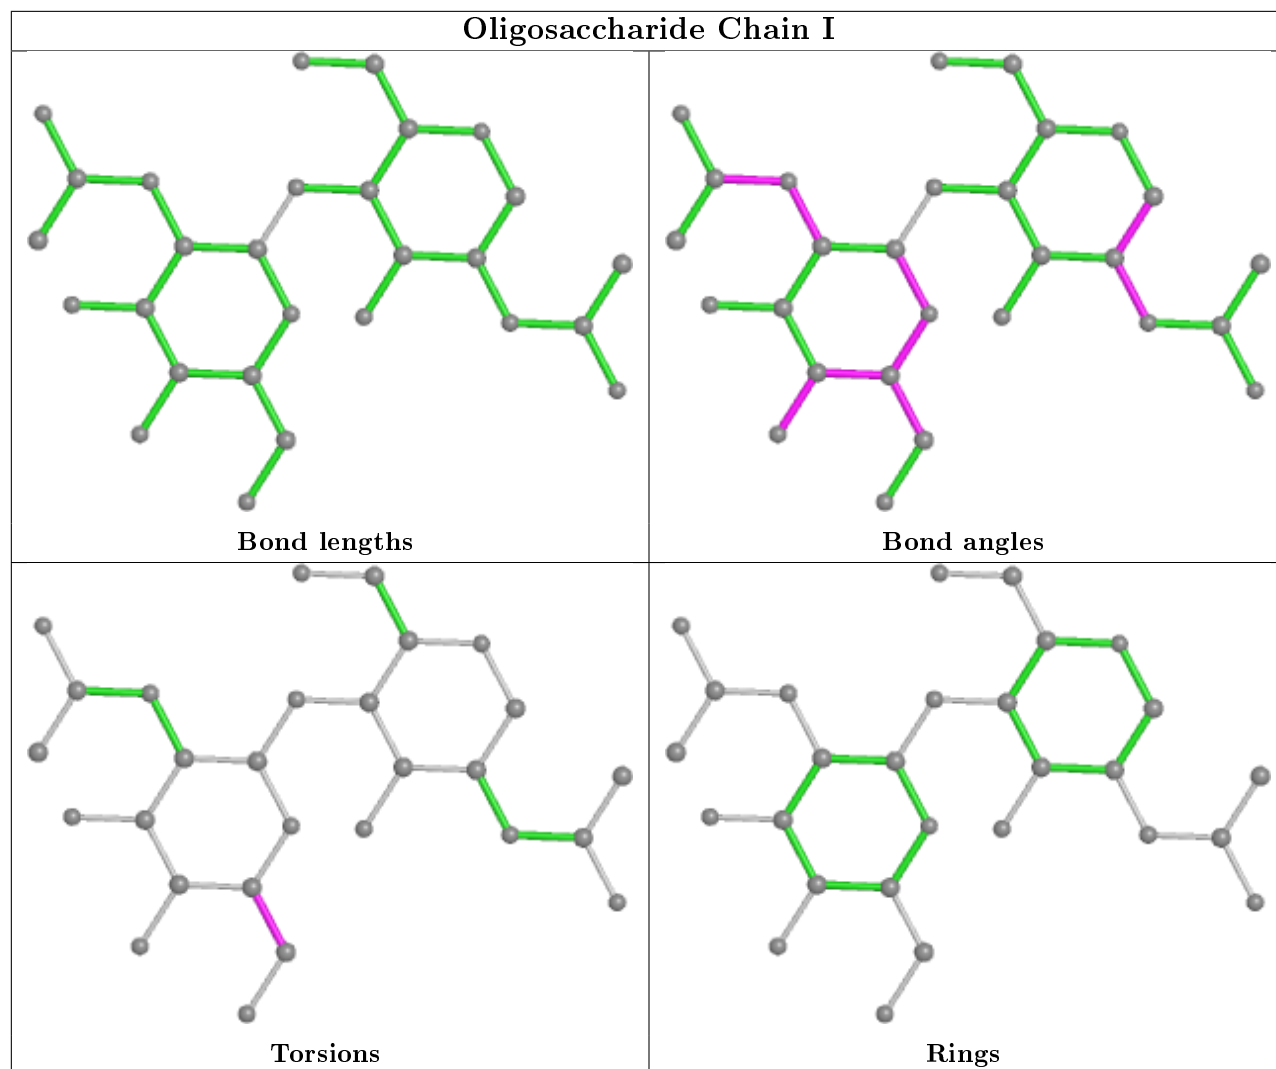 Oligosaccharide Chain I
Bond lengths
Bond angles
Torsions
Rings